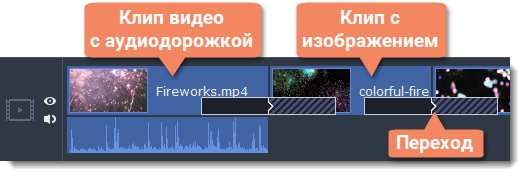 Клип видео
с аудиодорожкой
Клип с
изображением
Fireworks.mp4
colorful-fire
Переход